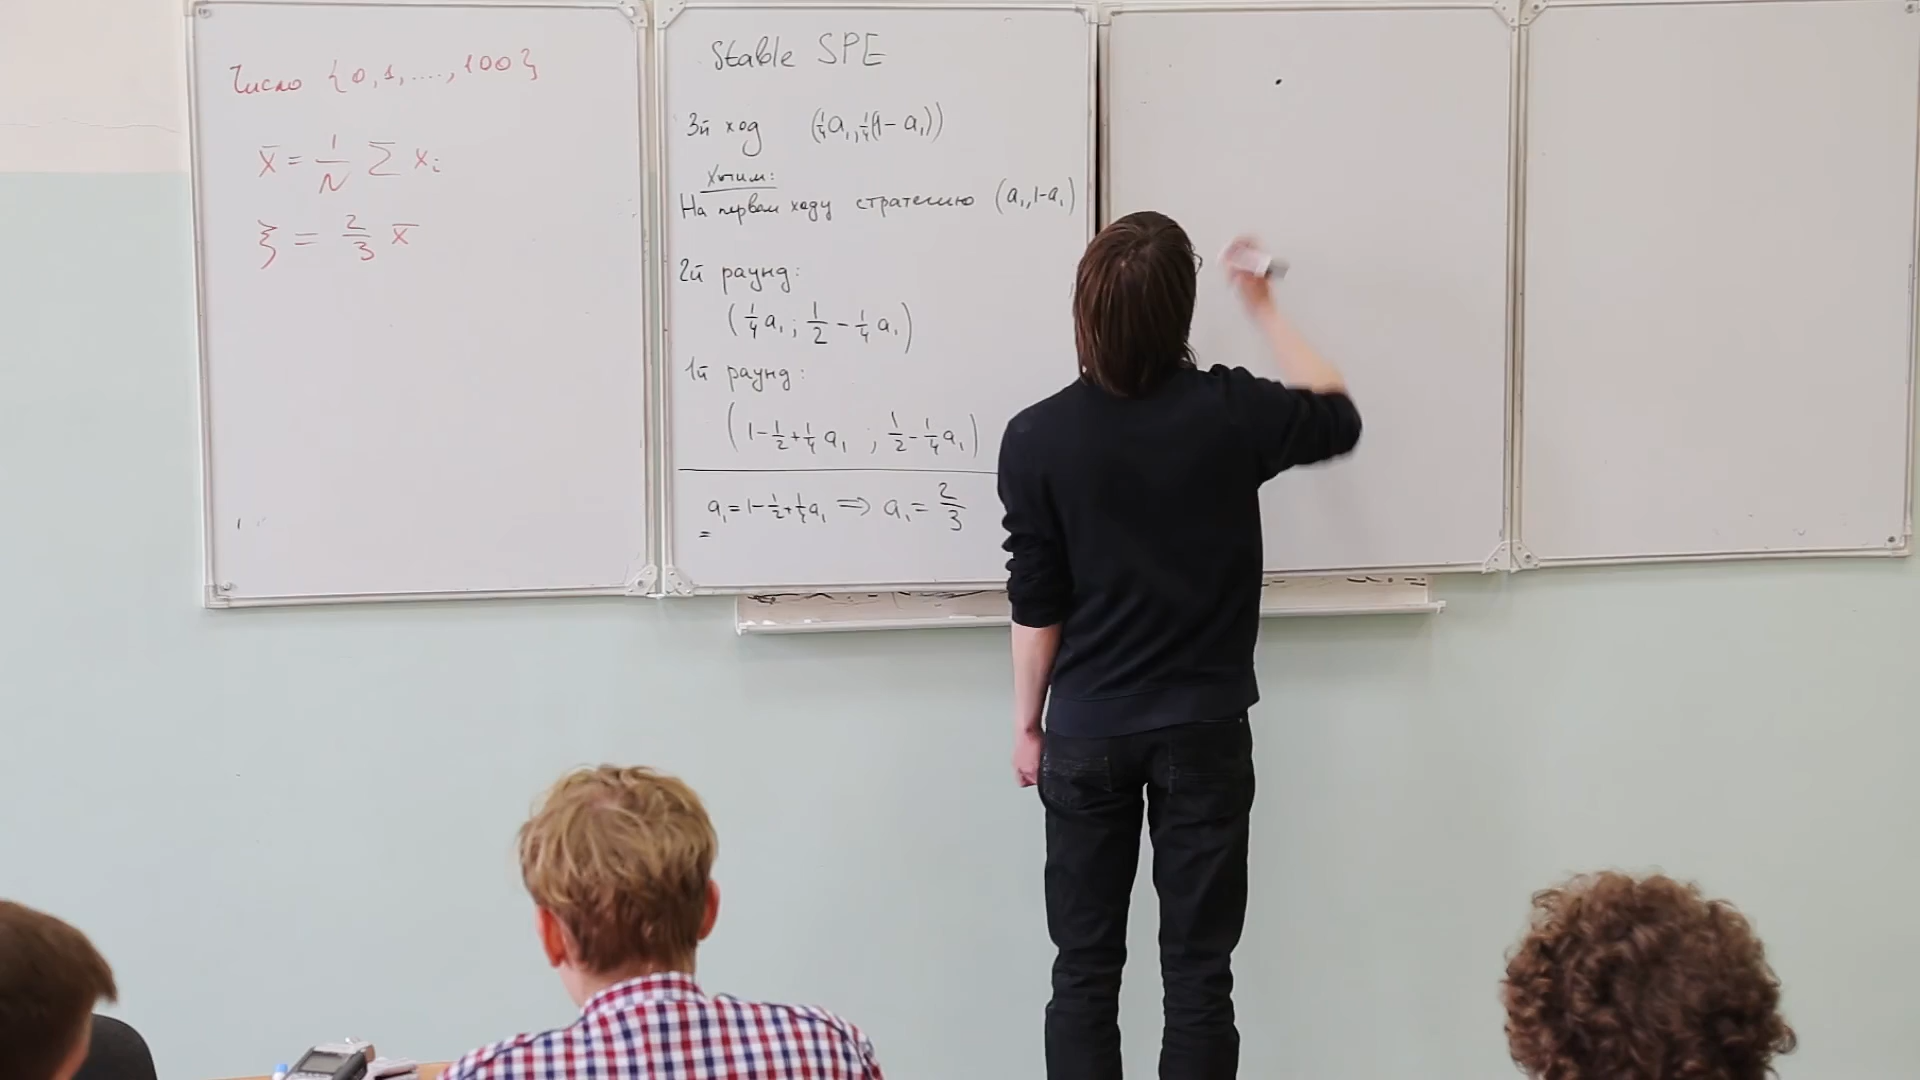 Число {0,1,....,100}
x̄ = 1/N ∑ xᵢ
ξ = 2/3 x̄
Stable SPE
3й ход (¼a₁, ¼(1-a₁))
Хотим:
На первом ходу стратегию (a₁,1-a₁)
2й раунд:
(¼a₁; ½ - ¼a₁)
1й раунд:
(1-½+¼a₁ ; ½-¼a₁)
a₁=1-½+¼a₁ ⟹ a₁=2/3
=